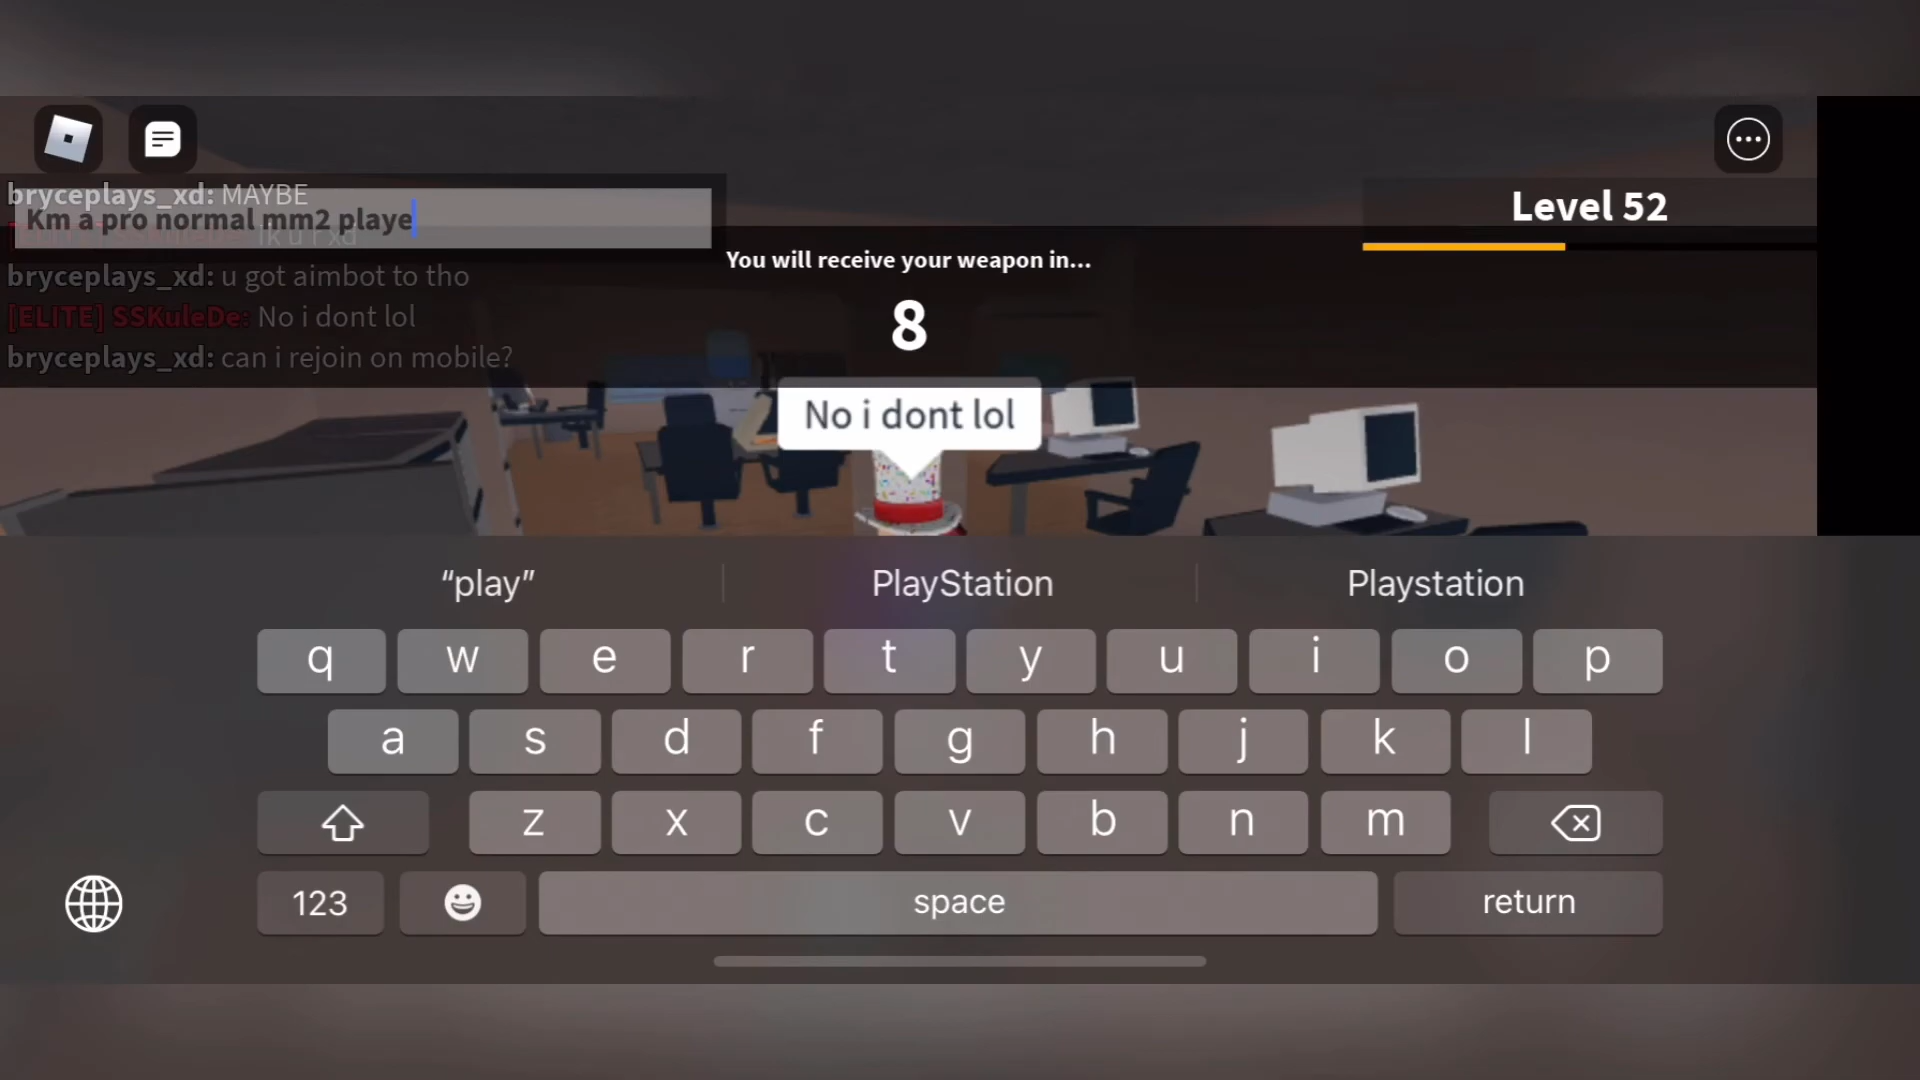 bryceplays_xd: MAYBE
Km a pro normal mm2 playe
bryceplays_xd: u got aimbot to tho
[ELITE] SSKuleDe: No i dont lol
bryceplays_xd: can i rejoin on mobile?
Level 52
You will receive your weapon in...
8
No i dont lol
“play” PlayStation Playstation
q w e r t y u i o p
a s d f g h j k l
z x c v b n m
123 space return